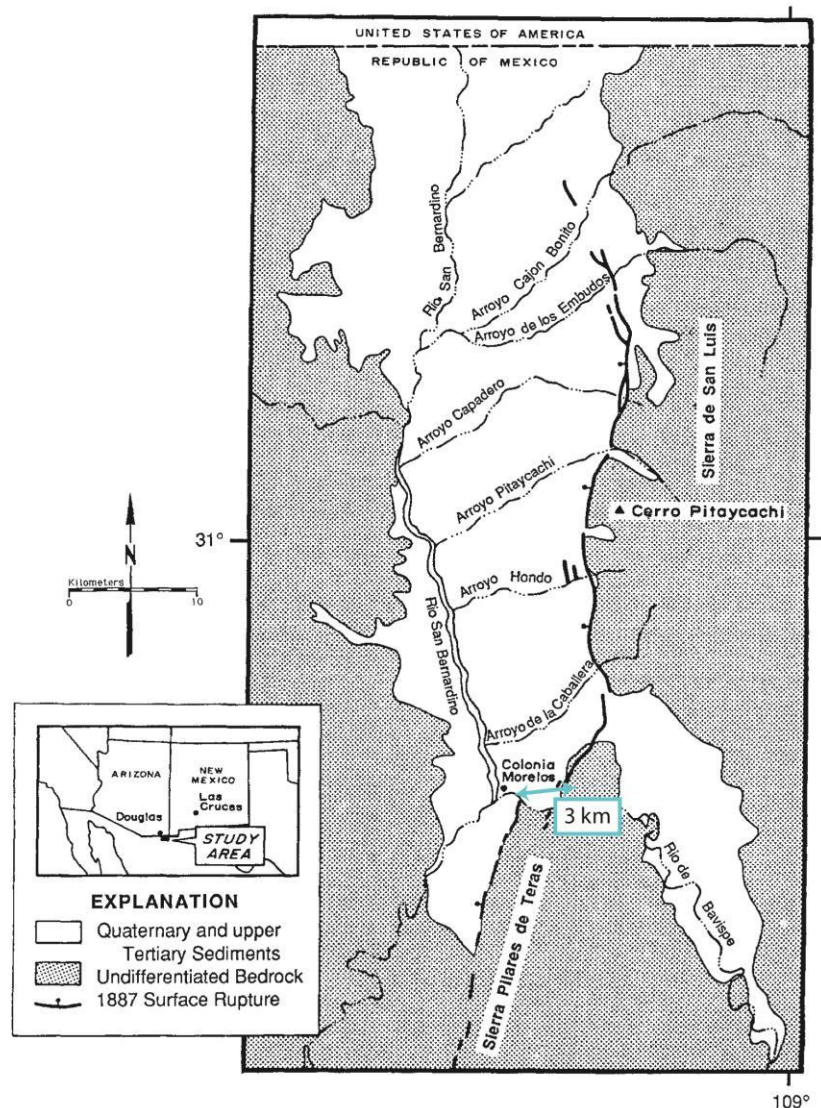 UNITED STATES OF AMERICA
REPUBLIC OF MEXICO
Rio San Bernardino
Arroyo Cajon Bonito
Arroyo de los Embudos
Sierra de San Luis
Arroyo Capadero
Arroyo Pitaycachi
Cerro Pitaycachi
31°
N
Kilometers
0
10
Arroyo Hondo
Rio San Bernardino
Arroyo de la Caballera
Colonia
Morelos
3 km
Rio de
Bavispe
Sierra Pilares de Teras
109°
ARIZONA
NEW
MEXICO
Las
Cruces
Douglas
STUDY
AREA
EXPLANATION
Quaternary and upper
Tertiary Sediments
Undifferentiated Bedrock
1887 Surface Rupture